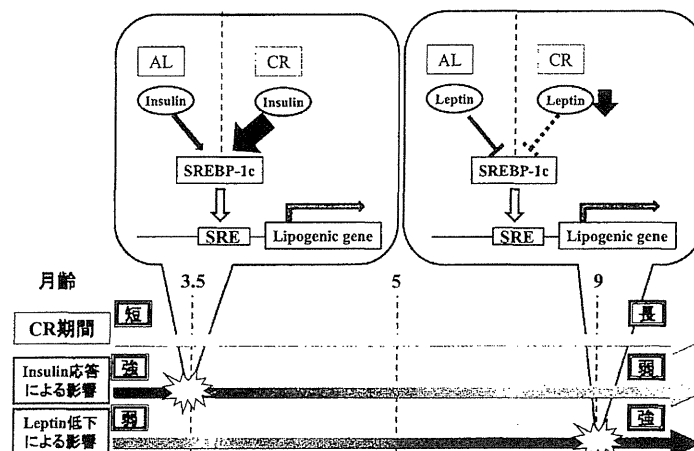 AL
CR
Insulin
Insulin
SREBP-1c
SRE
Lipogenic gene
AL
CR
Leptin
Leptin
SREBP-1c
SRE
Lipogenic gene
月齢
3.5
5
9
CR期間
短
長
Insulin応答
による影響
強
弱
Leptin低下
による影響
弱
強